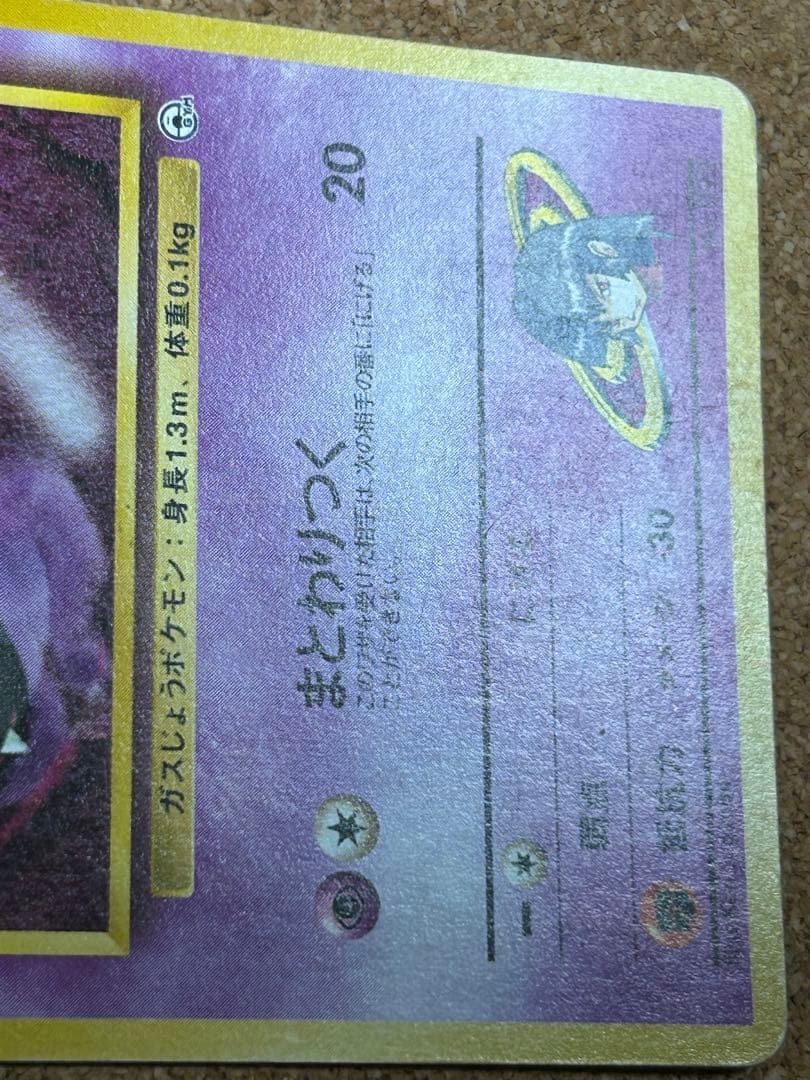 GYM
ガスじょうポケモン:身長1.3m、体重0.1kg
まとわりつく 20
このワザを受けた相手は、次の相手の番に「にげる」
ことができない。
にげる
弱点
抵抗力 -30